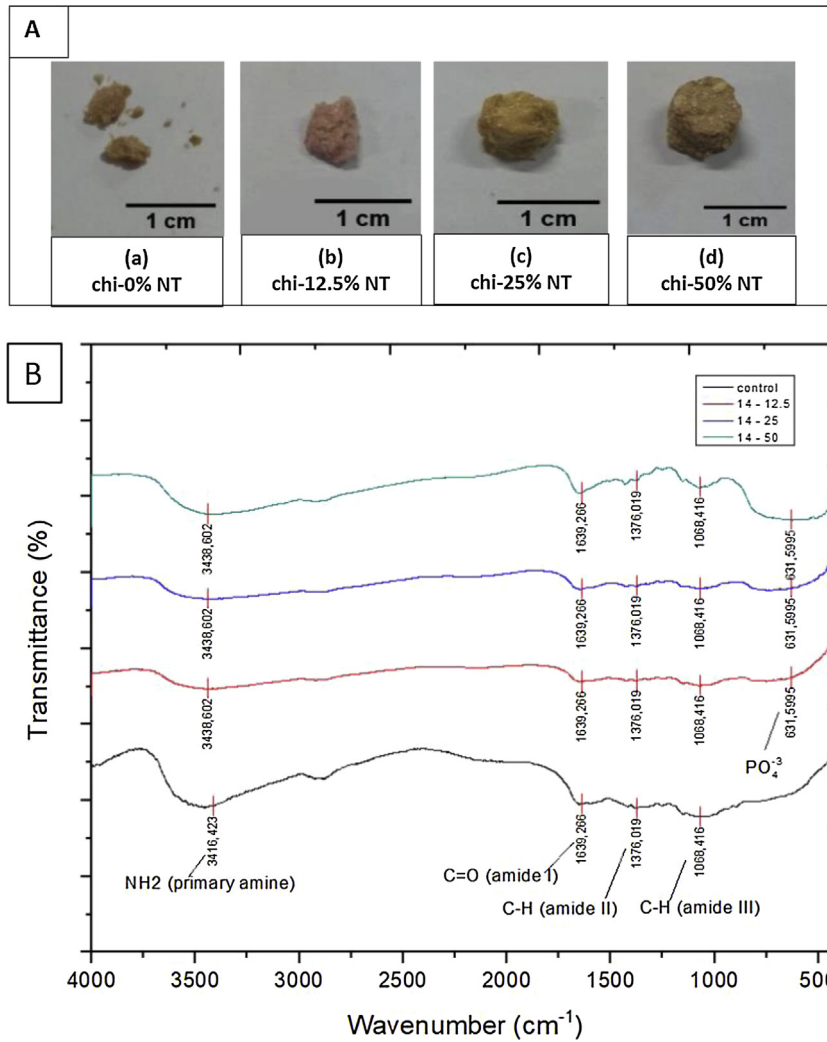 A
1 cm
1 cm
1 cm
1 cm
(a)
chi-0% NT
(b)
chi-12.5% NT
(c)
chi-25% NT
(d)
chi-50% NT
B
control
14 - 12.5
14 - 25
14 - 50
3438,602
1639,266
1376,019
1068,416
631,5995
3438,602
1639,266
1376,019
1068,416
631,5995
3438,602
1639,266
1376,019
1068,416
631,5995
PO₄⁻³
3416,423
1639,266
1376,019
1068,416
NH2 (primary amine)
C=O (amide I)
C-H (amide II)
C-H (amide III)
Transmittance (%)
4000 3500 3000 2500 2000 1500 1000 500
Wavenumber (cm⁻¹)